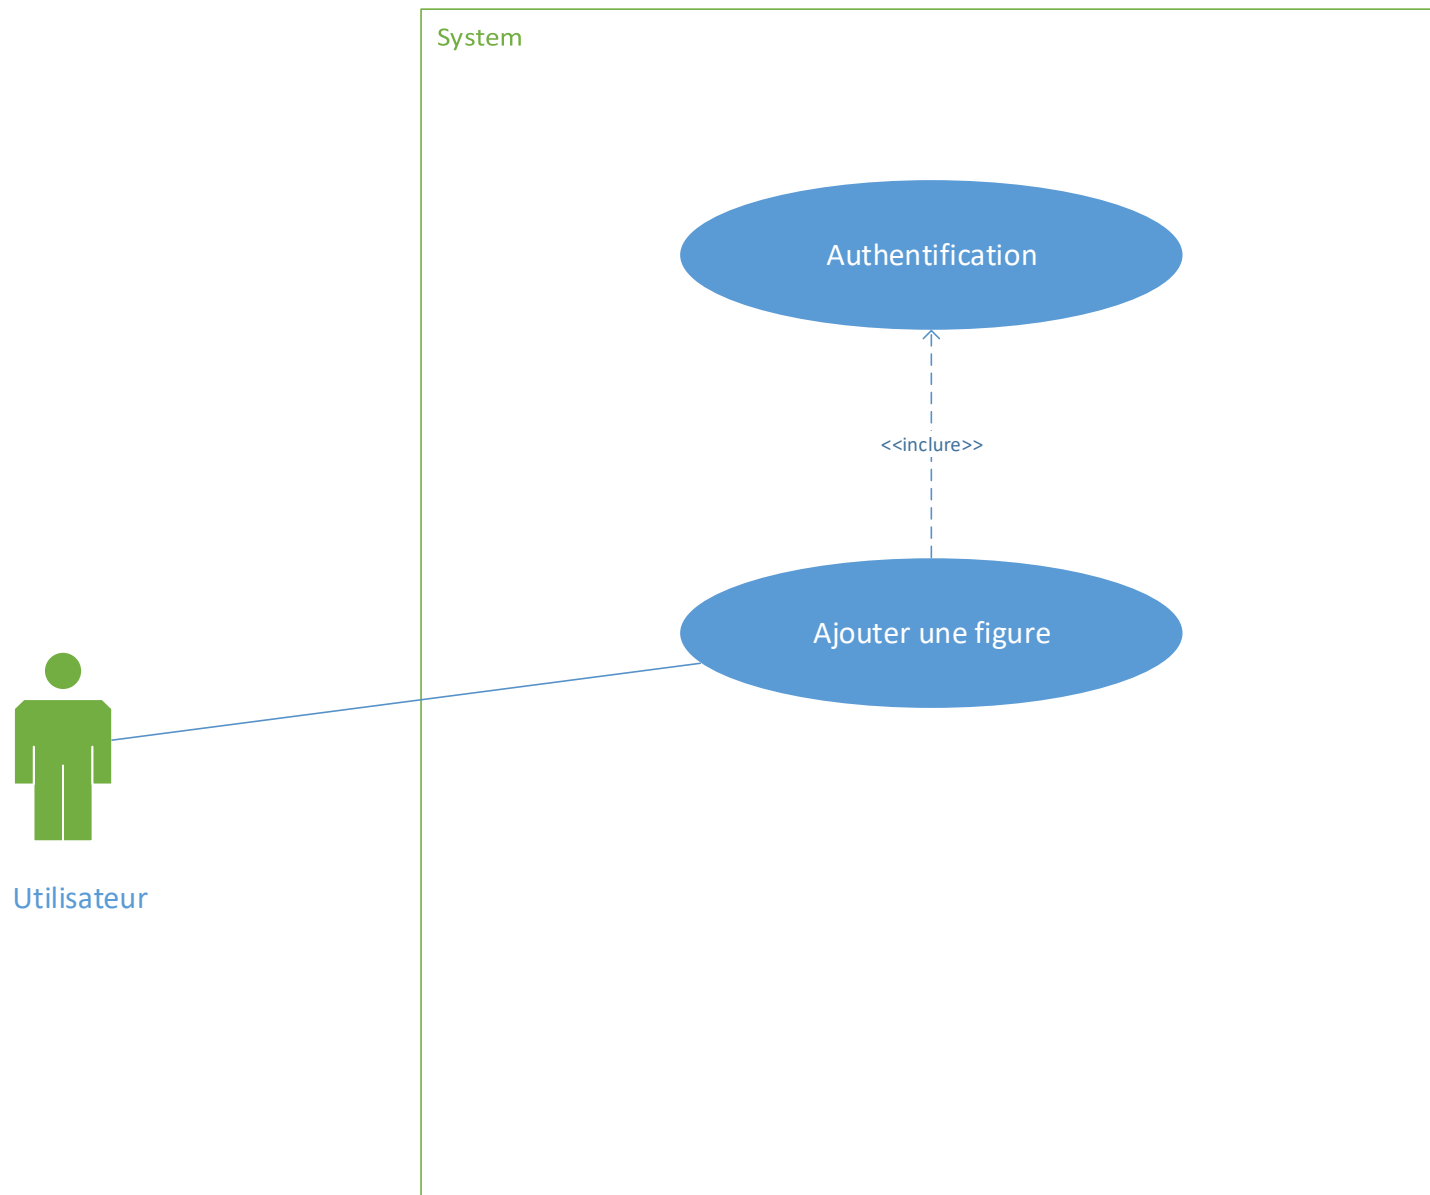 System
Authentification
<<inclure>>
Ajouter une figure
Utilisateur